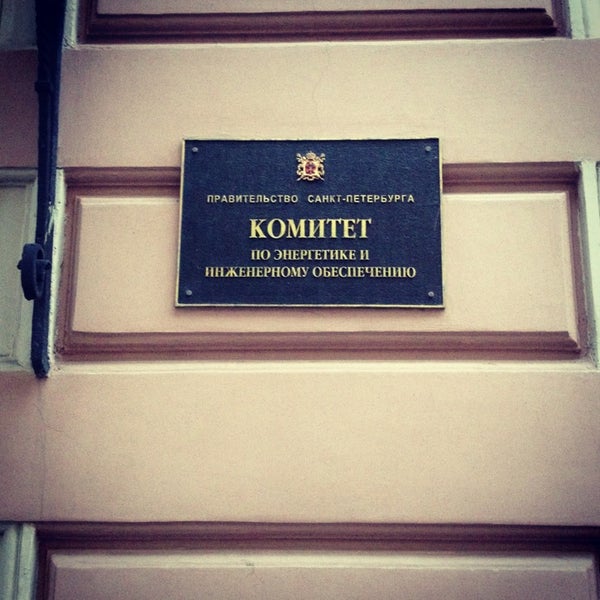 ПРАВИТЕЛЬСТВО САНКТ-ПЕТЕРБУРГА
КОМИТЕТ
ПО ЭНЕРГЕТИКЕ И
ИНЖЕНЕРНОМУ ОБЕСПЕЧЕНИЮ